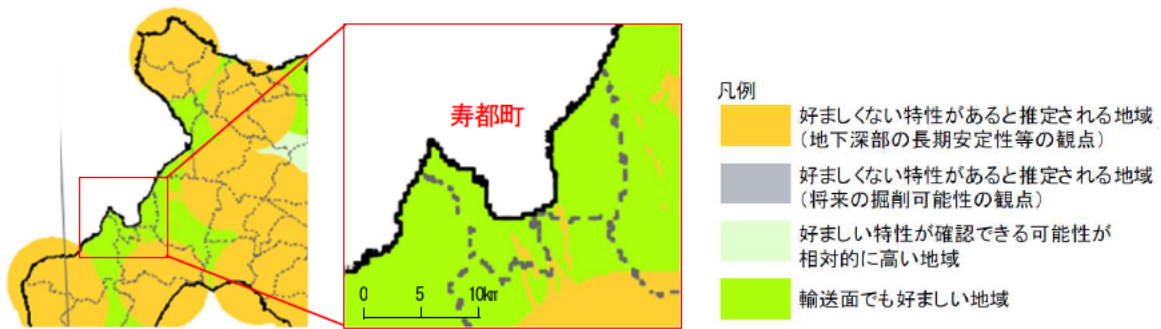 寿都町
0 5 10km
凡例
好ましくない特性があると推定される地域
（地下深部の長期安定性等の観点）
好ましくない特性があると推定される地域
（将来の掘削可能性の観点）
好ましい特性が確認できる可能性が
相対的に高い地域
輸送面でも好ましい地域